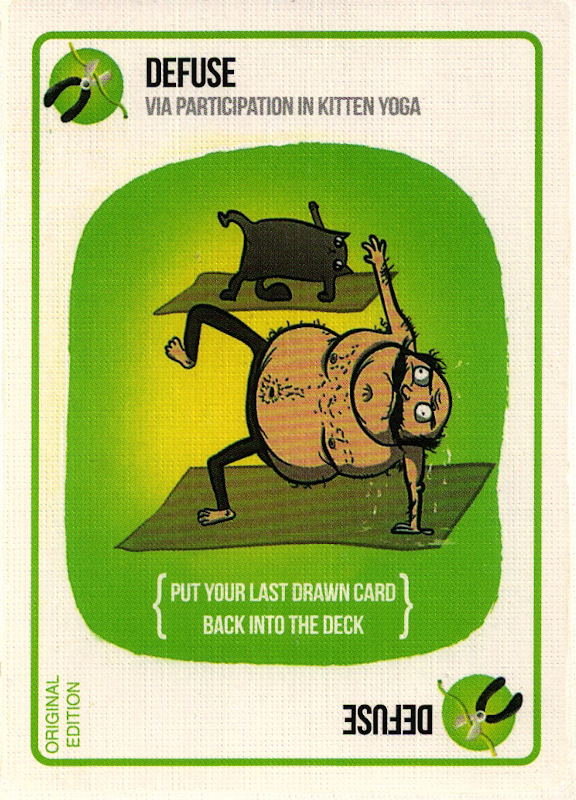 DEFUSE
VIA PARTICIPATION IN KITTEN YOGA
{ PUT YOUR LAST DRAWN CARD
BACK INTO THE DECK }
ORIGINAL
EDITION
DEFUSE